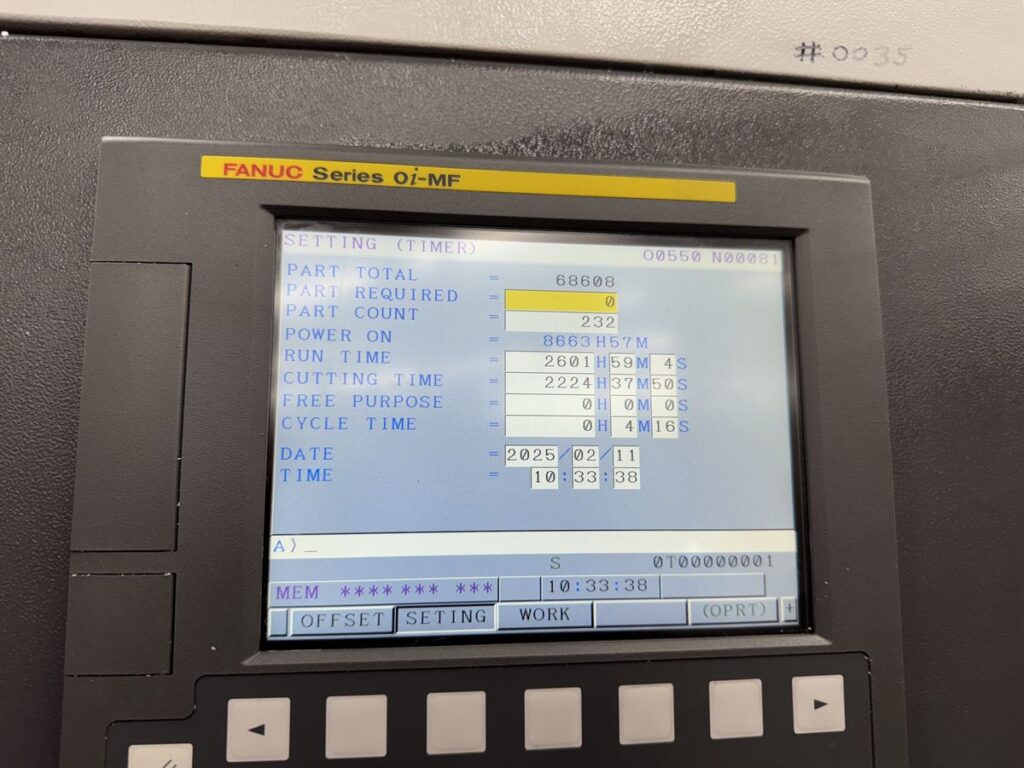 #0035
FANUC Series 0i-MF
SETTING (TIMER)
O0550 N00081
PART TOTAL = 68608
PART REQUIRED = 0
PART COUNT = 232
POWER ON = 8663H57M
RUN TIME = 2601H59M 4S
CUTTING TIME = 2224H37M50S
FREE PURPOSE = 0H 0M 0S
CYCLE TIME = 0H 4M16S
DATE = 2025/02/11
TIME = 10:33:38
A)_
S 0T00000001
MEM **** *** *** 10:33:38
OFFSET SETING WORK (OPRT) +